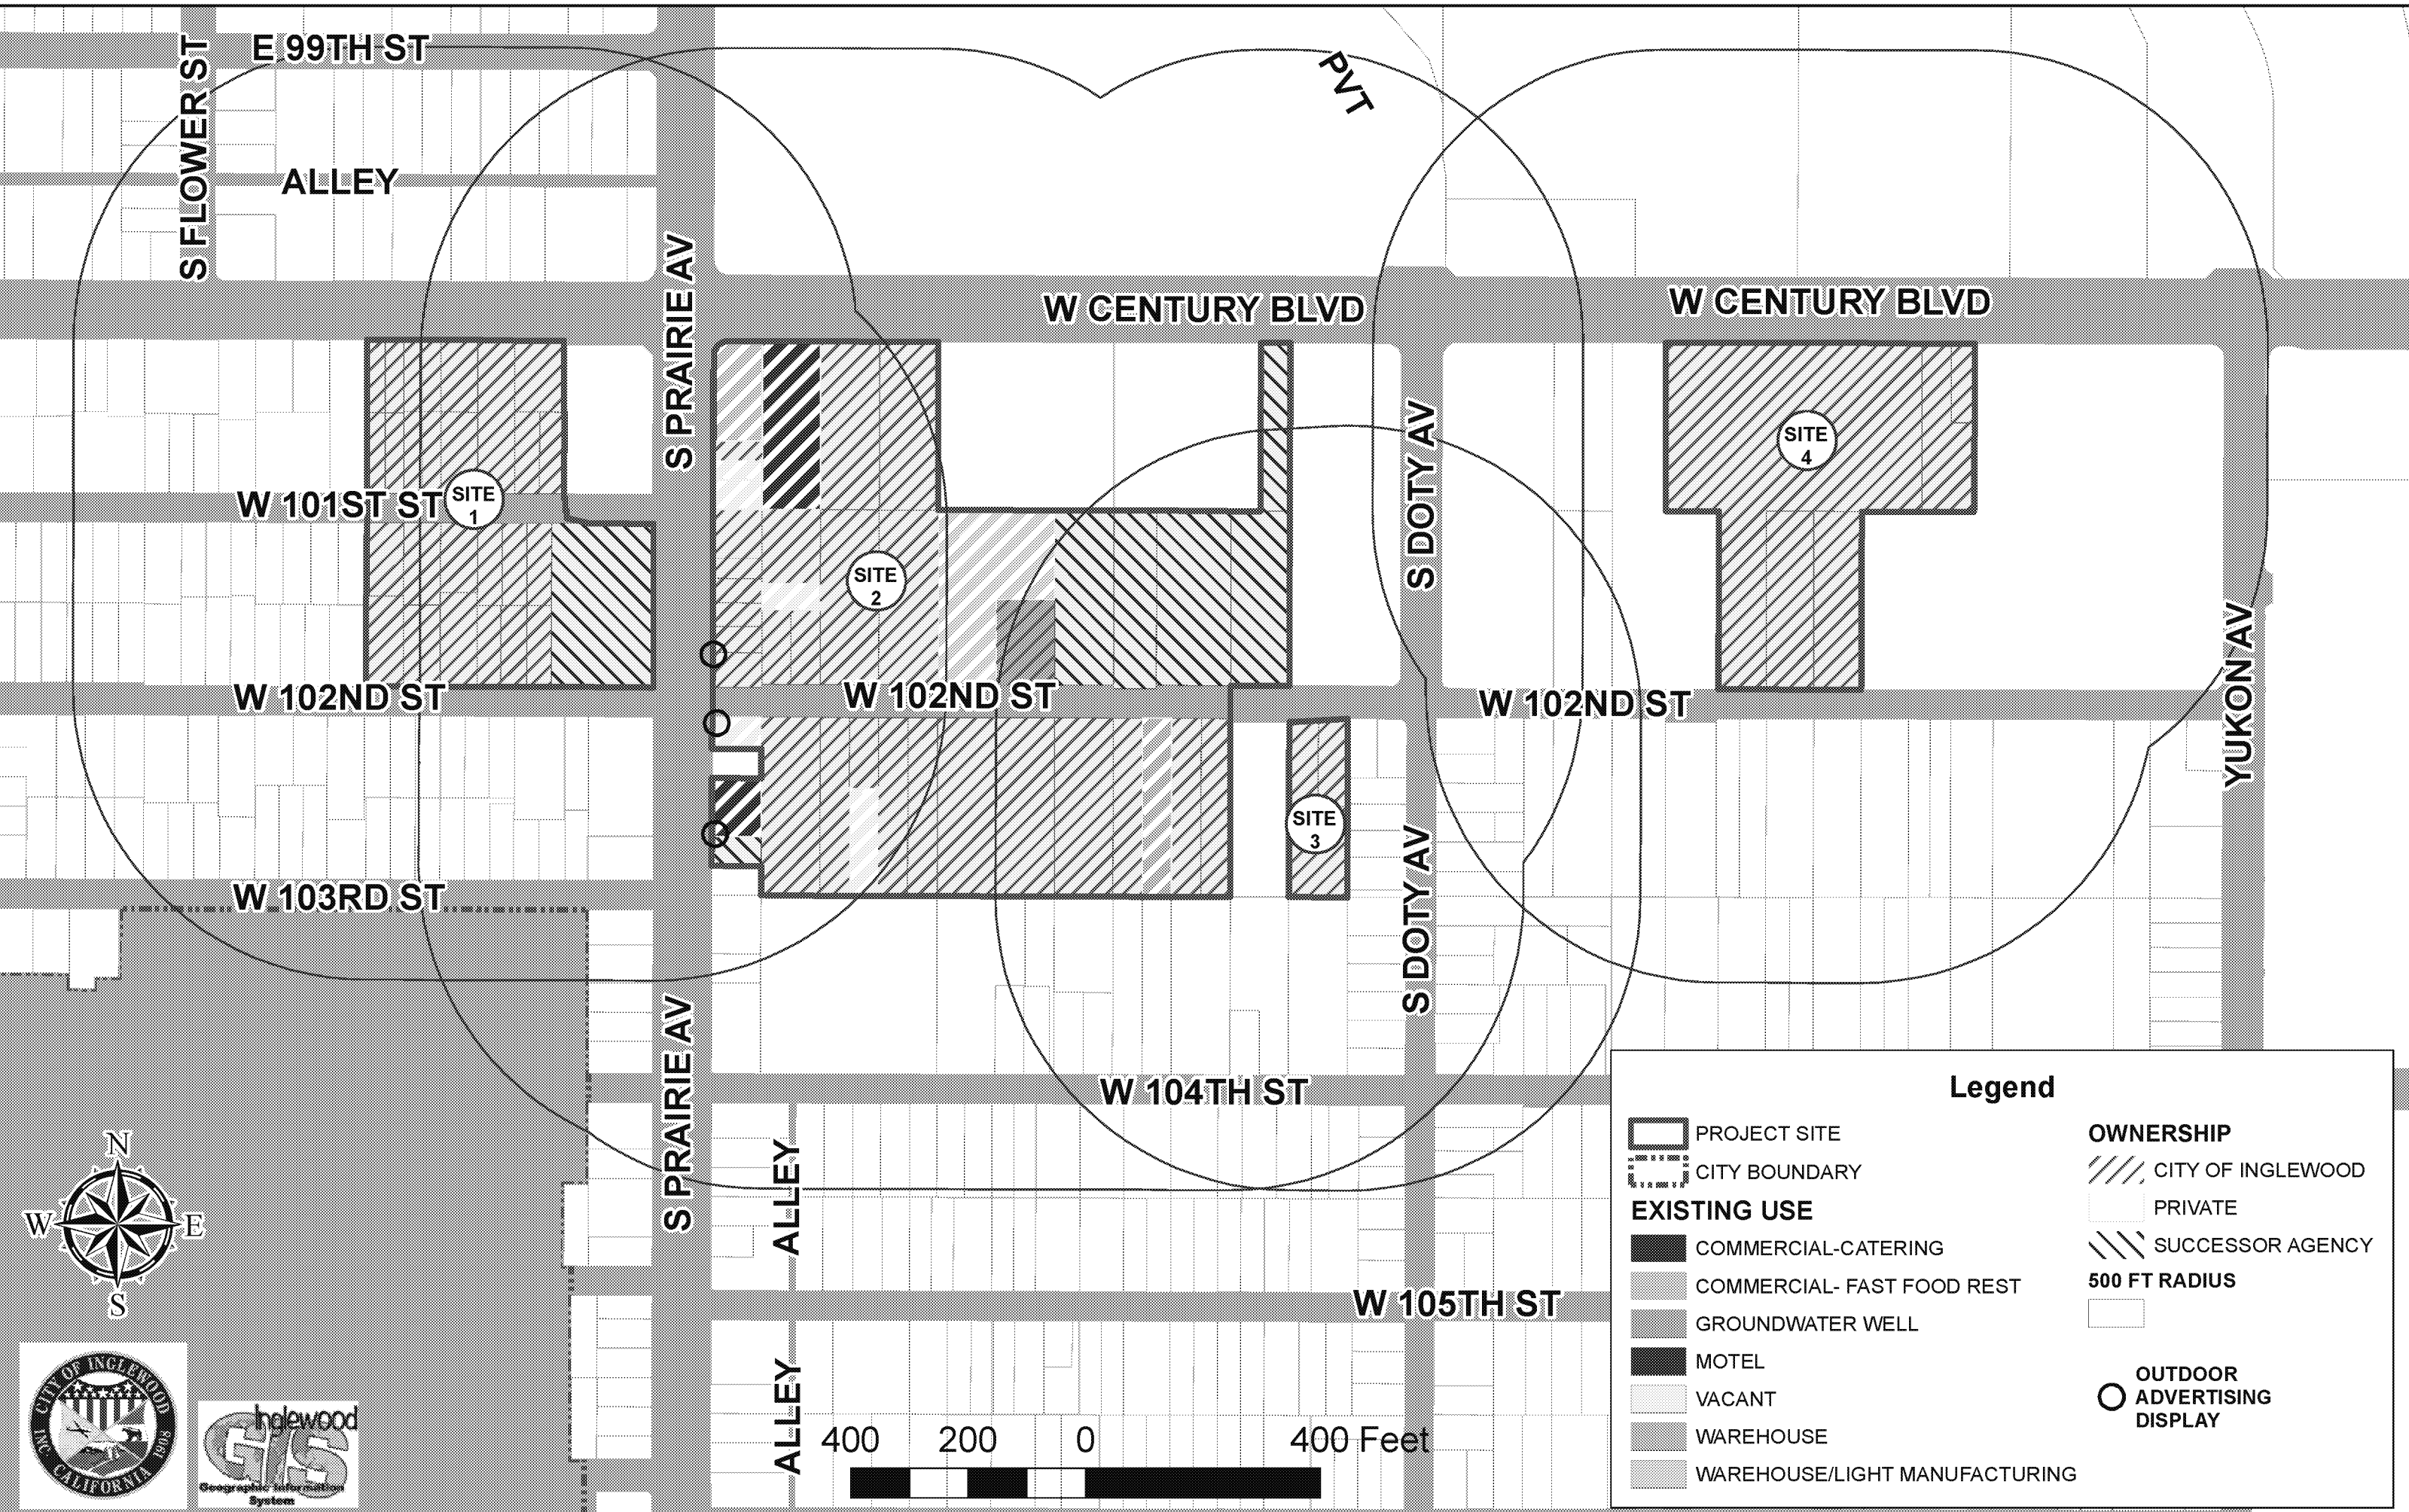 E 99TH ST
S FLOWER ST
ALLEY
PVT
S PRAIRIE AV
W CENTURY BLVD
W CENTURY BLVD
SITE
4
W 101ST ST
SITE
1
S DOTY AV
SITE
2
W 102ND ST
W 102ND ST
W 102ND ST
YUKON AV
SITE
3
W 103RD ST
S DOTY AV
S PRAIRIE AV
W 104TH ST
ALLEY
W 105TH ST
ALLEY
N
W
E
S
CITY OF INGLEWOOD
INC
CALIFORNIA
1908
Inglewood
GIS
Geographic Information
System
400
200
0
400 Feet
Legend
PROJECT SITE
CITY BOUNDARY
EXISTING USE
COMMERCIAL-CATERING
COMMERCIAL- FAST FOOD REST
GROUNDWATER WELL
MOTEL
VACANT
WAREHOUSE
WAREHOUSE/LIGHT MANUFACTURING
OWNERSHIP
CITY OF INGLEWOOD
PRIVATE
SUCCESSOR AGENCY
500 FT RADIUS
OUTDOOR
ADVERTISING
DISPLAY